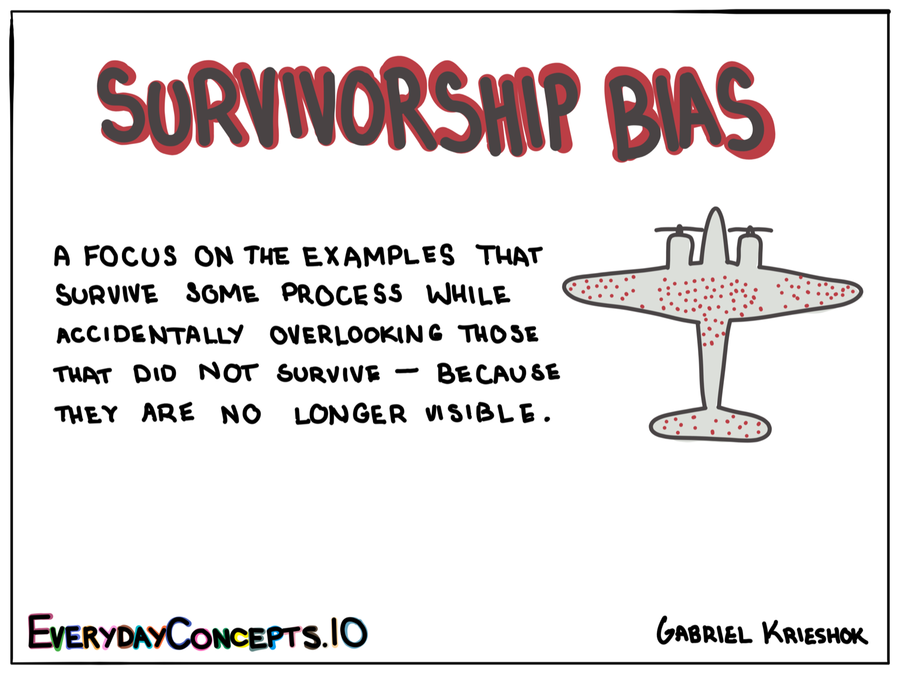 SURVIVORSHIP BIAS
A FOCUS ON THE EXAMPLES THAT
SURVIVE SOME PROCESS WHILE
ACCIDENTALLY OVERLOOKING THOSE
THAT DID NOT SURVIVE — BECAUSE
THEY ARE NO LONGER VISIBLE.
EVERYDAYCONCEPTS.IO
GABRIEL KRIESHOK